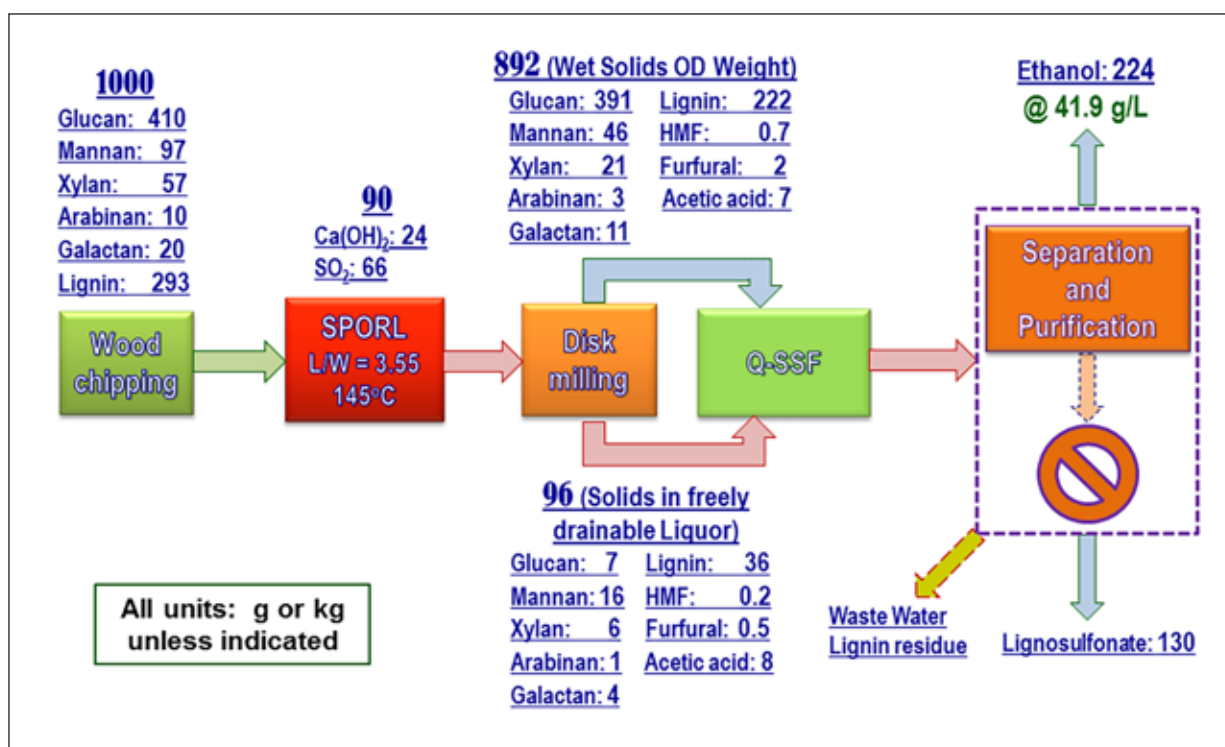 1000
Glucan: 410
Mannan: 97
Xylan: 57
Arabinan: 10
Galactan: 20
Lignin: 293
Wood
chipping
90
Ca(OH)₂: 24
SO₂: 66
SPORL
L/W = 3.55
145°C
892 (Wet Solids OD Weight)
Glucan: 391 Lignin: 222
Mannan: 46 HMF: 0.7
Xylan: 21 Furfural: 2
Arabinan: 3 Acetic acid: 7
Galactan: 11
Disk
milling
Q-SSF
96 (Solids in freely
drainable Liquor)
Glucan: 7 Lignin: 36
Mannan: 16 HMF: 0.2
Xylan: 6 Furfural: 0.5
Arabinan: 1 Acetic acid: 8
Galactan: 4
Ethanol: 224
@ 41.9 g/L
Separation
and
Purification
Waste Water
Lignin residue
Lignosulfonate: 130
All units: g or kg
unless indicated